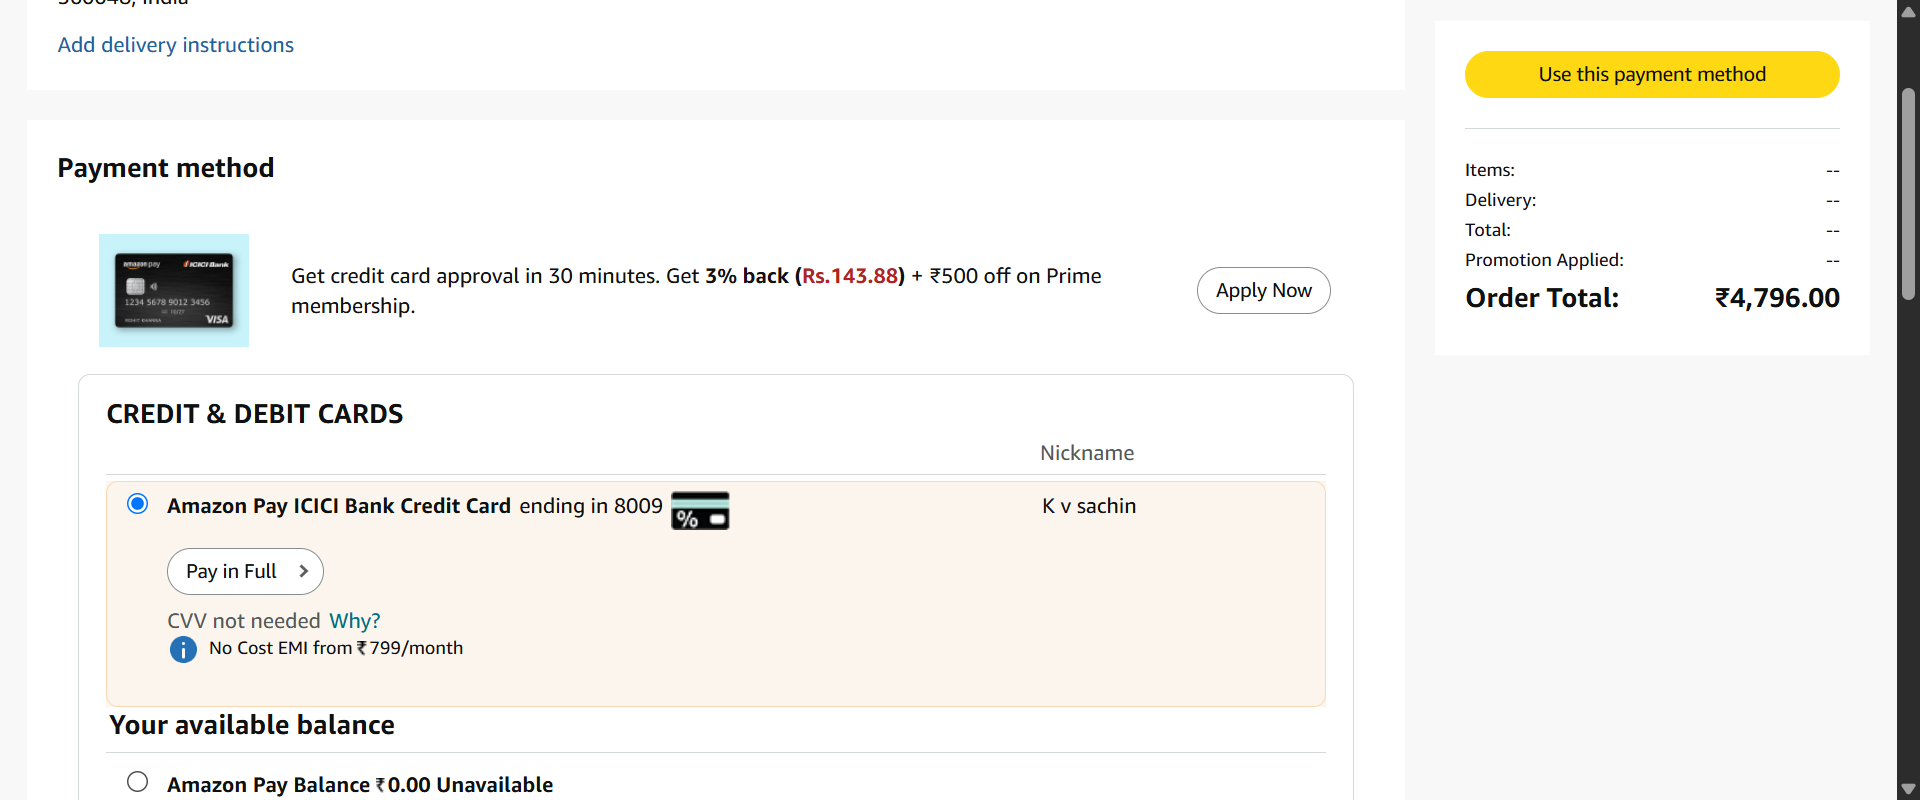 Add delivery instructions
Use this payment method
Payment method
amazon pay ICICI Bank
1234 5678 9012 3456
VISA
Get credit card approval in 30 minutes. Get 3% back (Rs.143.88) + ₹500 off on Prime
membership.
Apply Now
Items: --
Delivery: --
Total: --
Promotion Applied: --
Order Total: ₹4,796.00
CREDIT & DEBIT CARDS
Nickname
Amazon Pay ICICI Bank Credit Card ending in 8009 % K v sachin
Pay in Full
CVV not needed Why?
No Cost EMI from ₹799/month
Your available balance
Amazon Pay Balance ₹0.00 Unavailable